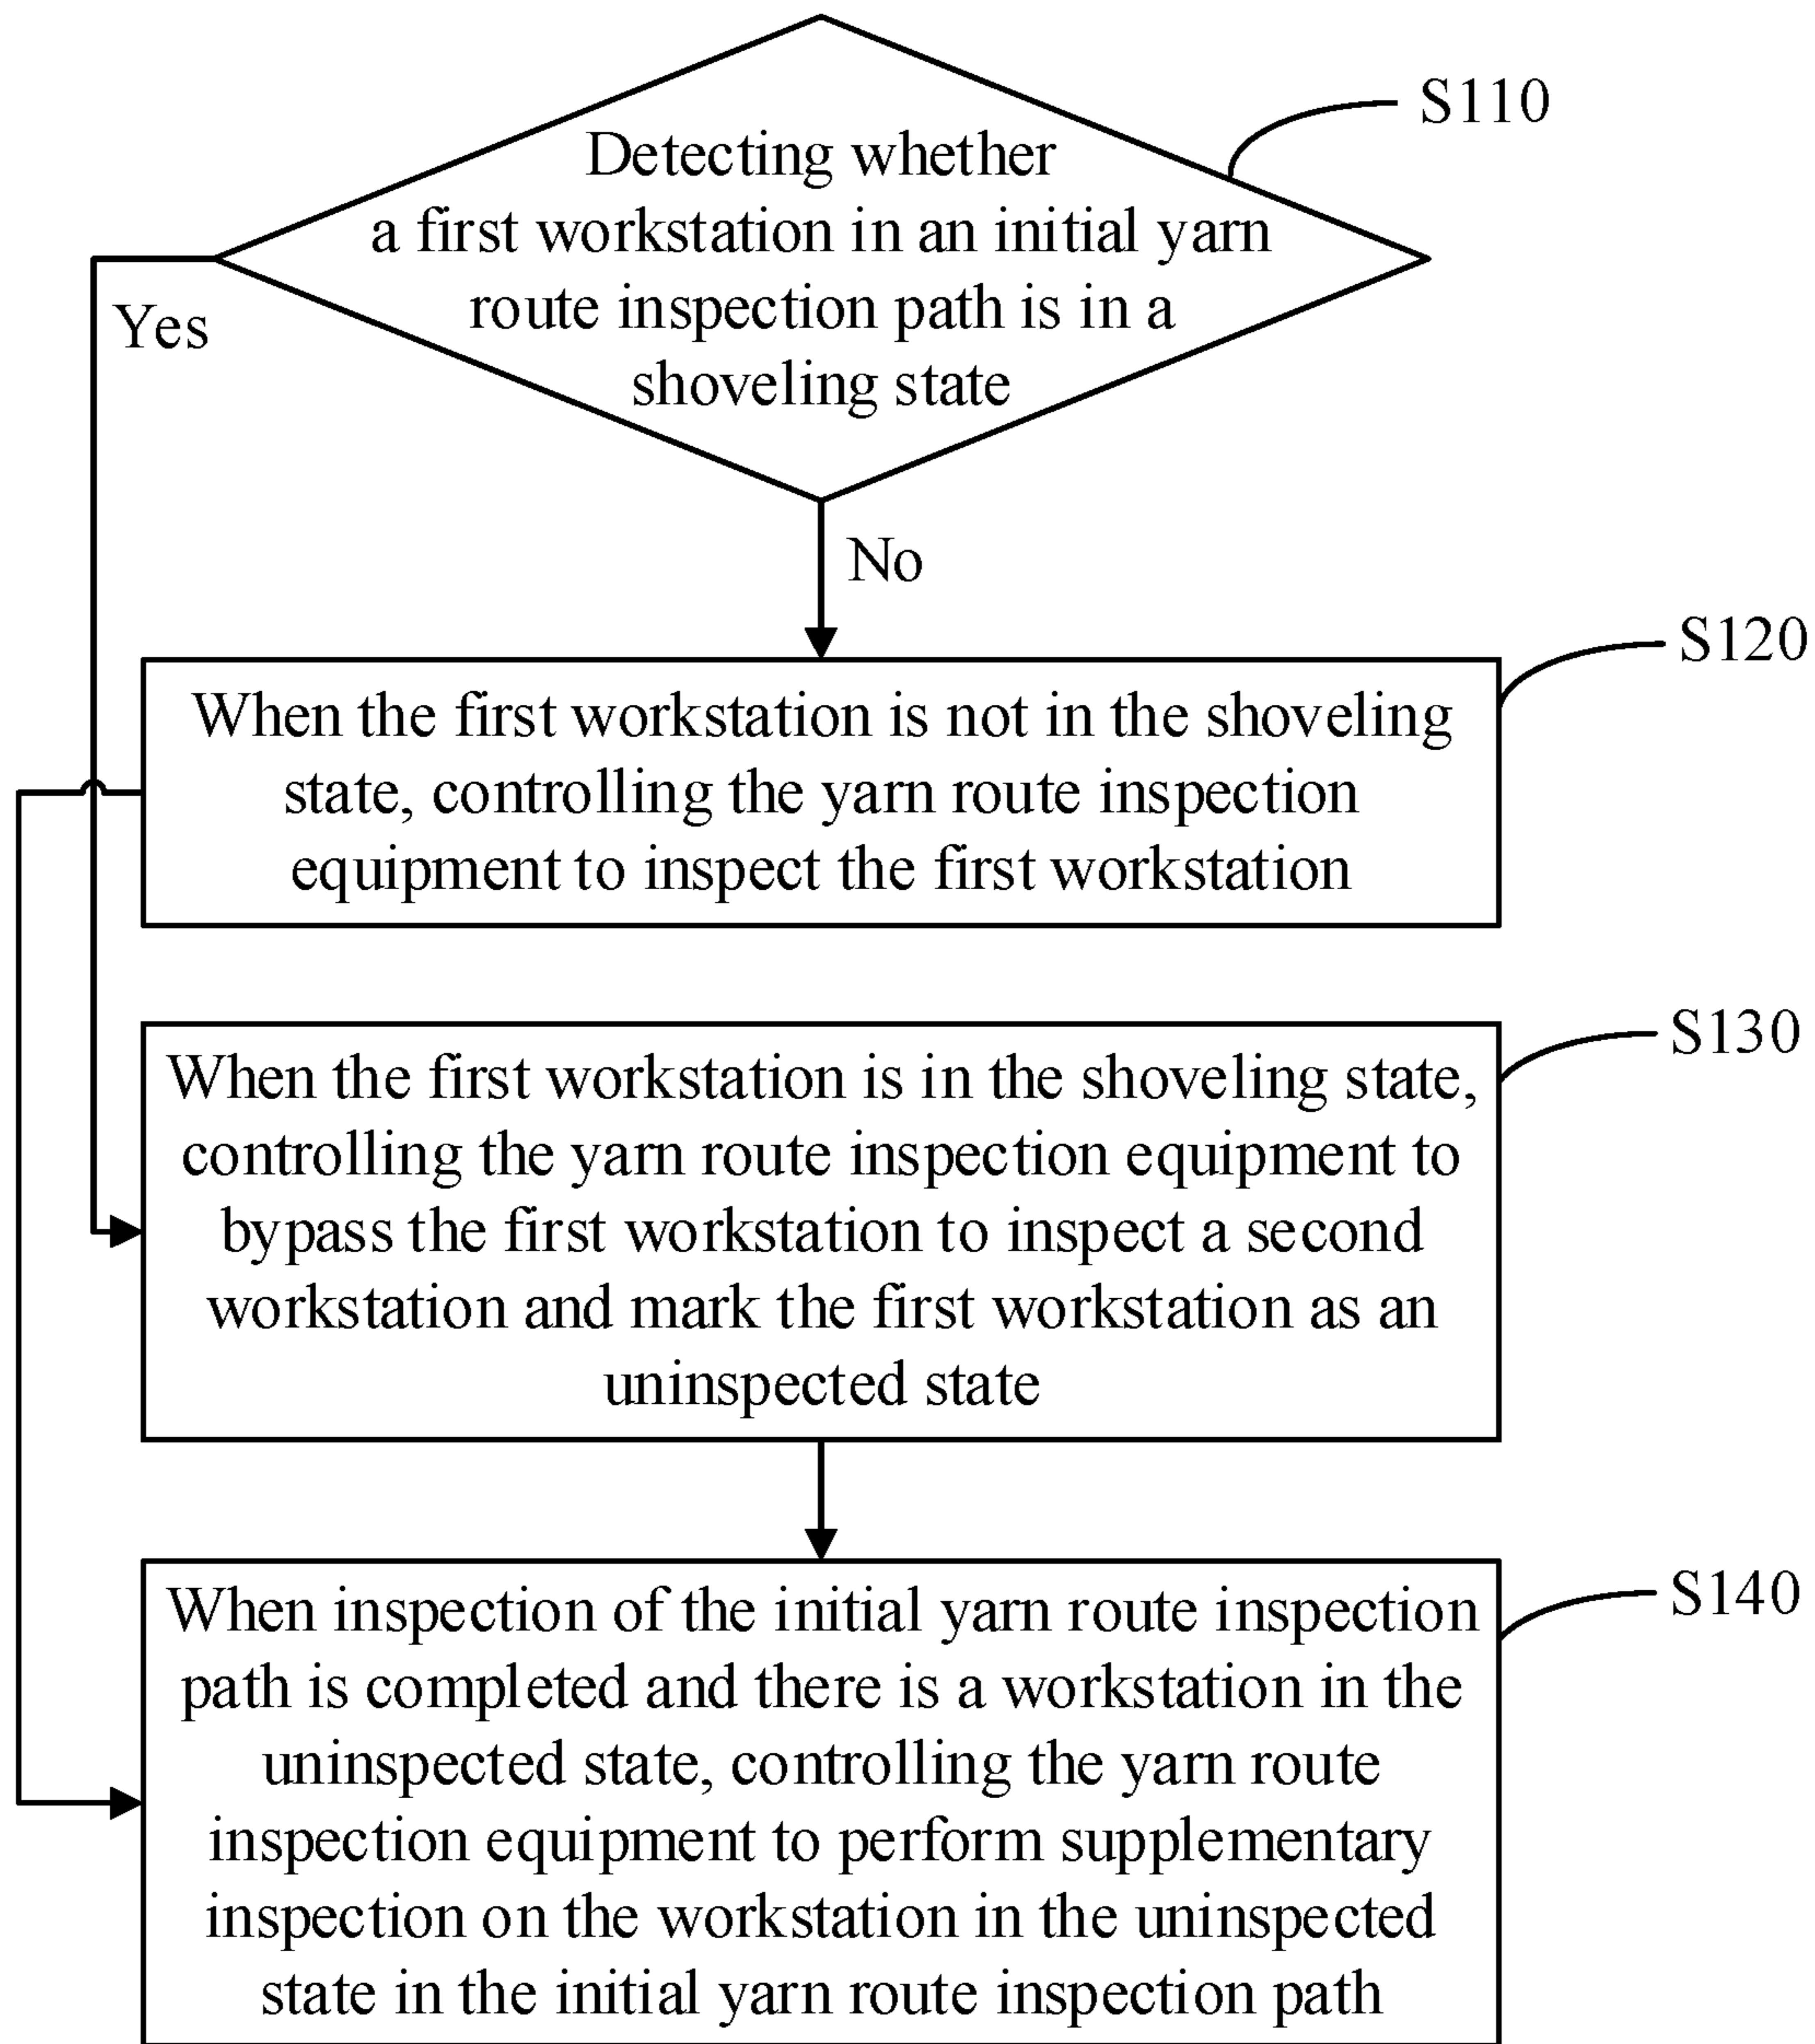 S110
Detecting whether
a first workstation in an initial yarn
route inspection path is in a
shoveling state
Yes
No
S120
When the first workstation is not in the shoveling
state, controlling the yarn route inspection
equipment to inspect the first workstation
S130
When the first workstation is in the shoveling state,
controlling the yarn route inspection equipment to
bypass the first workstation to inspect a second
workstation and mark the first workstation as an
uninspected state
S140
When inspection of the initial yarn route inspection
path is completed and there is a workstation in the
uninspected state, controlling the yarn route
inspection equipment to perform supplementary
inspection on the workstation in the uninspected
state in the initial yarn route inspection path